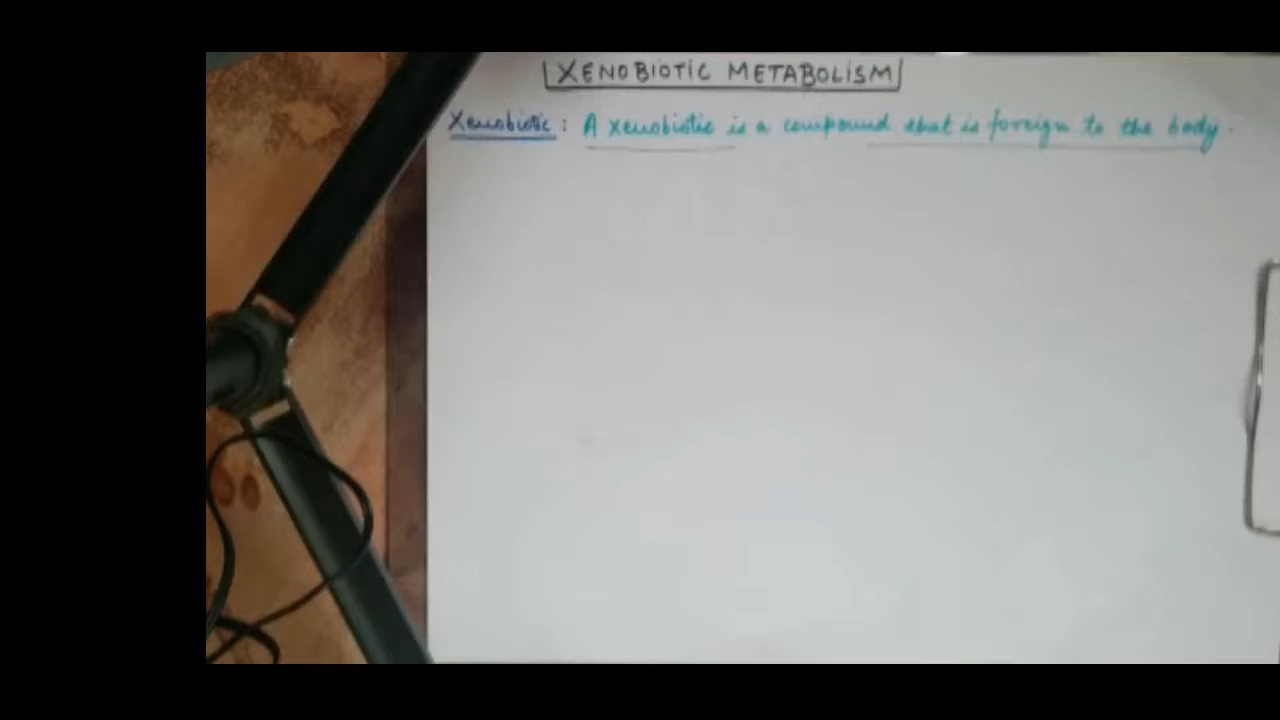 XENOBIOTIC METABOLISM
Xenobiotic : A xenobiotic is a compound that is foreign to the body.